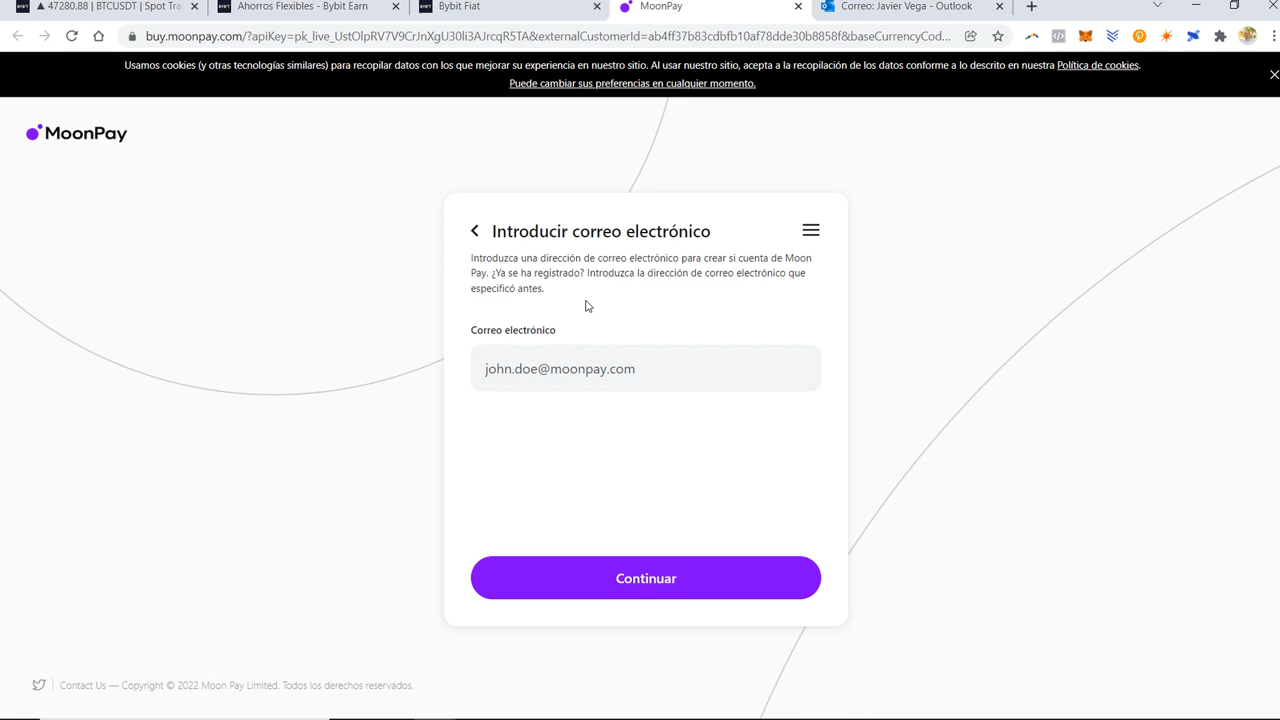 ▲ 47280.88 | BTCUSDT | Spot Tra
Ahorros Flexibles - Bybit Earn
Bybit Fiat
MoonPay
Correo: Javier Vega - Outlook
buy.moonpay.com/?apiKey=pk_live_UstOlpRV7V9CrJnXgU30li3AJrcqR5TA&externalCustomerId=ab4ff37b83cdbfb10af78dde30b8858f&baseCurrencyCod...
Usamos cookies (y otras tecnologías similares) para recopilar datos con los que mejorar su experiencia en nuestro sitio. Al usar nuestro sitio, acepta a la recopilación de los datos conforme a lo descrito en nuestra Política de cookies.
Puede cambiar sus preferencias en cualquier momento.
MoonPay
Introducir correo electrónico
Introduzca una dirección de correo electrónico para crear si cuenta de Moon
Pay. ¿Ya se ha registrado? Introduzca la dirección de correo electrónico que
especificó antes.
Correo electrónico
john.doe@moonpay.com
Continuar
Contact Us — Copyright © 2022 Moon Pay Limited. Todos los derechos reservados.